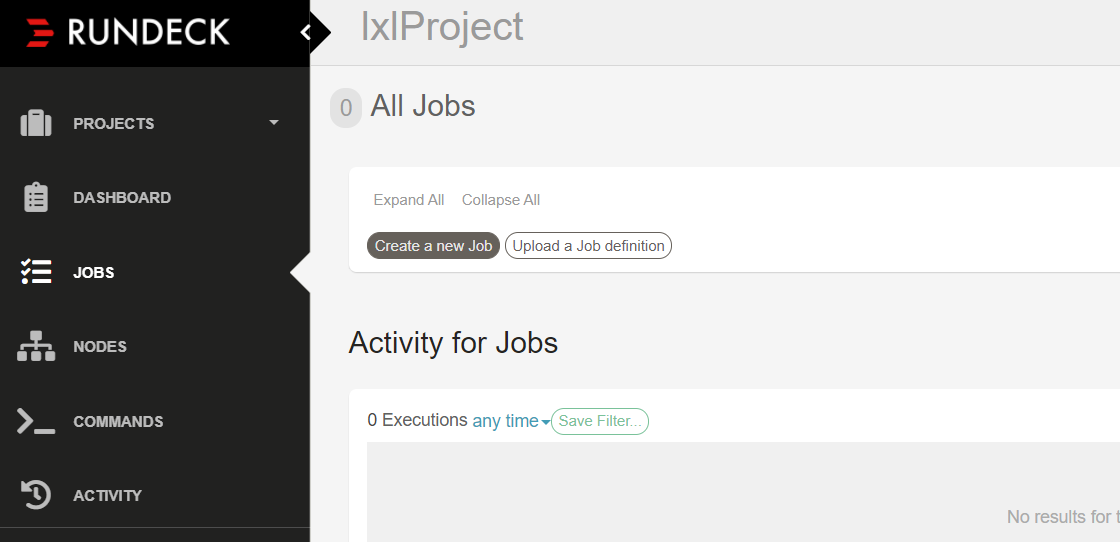 RUNDECK
lxlProject
PROJECTS
DASHBOARD
JOBS
NODES
COMMANDS
ACTIVITY
0 All Jobs
Expand All Collapse All
Create a new Job Upload a Job definition
Activity for Jobs
0 Executions any time Save Filter...
No results for